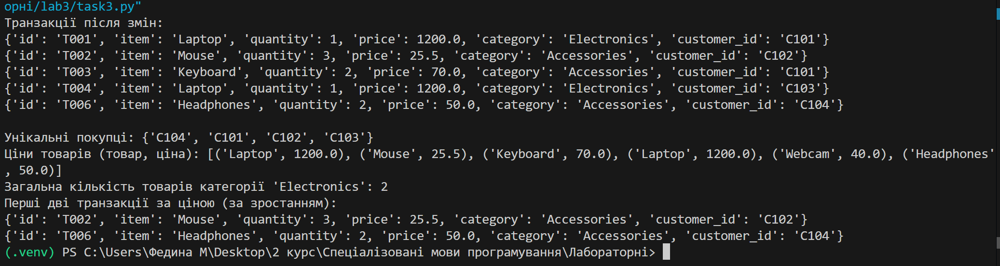 орні/lab3/task3.py"
Транзакції після змін:
{'id': 'T001', 'item': 'Laptop', 'quantity': 1, 'price': 1200.0, 'category': 'Electronics', 'customer_id': 'C101'}
{'id': 'T002', 'item': 'Mouse', 'quantity': 3, 'price': 25.5, 'category': 'Accessories', 'customer_id': 'C102'}
{'id': 'T003', 'item': 'Keyboard', 'quantity': 2, 'price': 70.0, 'category': 'Accessories', 'customer_id': 'C101'}
{'id': 'T004', 'item': 'Laptop', 'quantity': 1, 'price': 1200.0, 'category': 'Electronics', 'customer_id': 'C103'}
{'id': 'T006', 'item': 'Headphones', 'quantity': 2, 'price': 50.0, 'category': 'Accessories', 'customer_id': 'C104'}
Унікальні покупці: {'C104', 'C101', 'C102', 'C103'}
Ціни товарів (товар, ціна): [('Laptop', 1200.0), ('Mouse', 25.5), ('Keyboard', 70.0), ('Laptop', 1200.0), ('Webcam', 40.0), ('Headphones'
, 50.0)]
Загальна кількість товарів категорії 'Electronics': 2
Перші дві транзакції за ціною (за зростанням):
{'id': 'T002', 'item': 'Mouse', 'quantity': 3, 'price': 25.5, 'category': 'Accessories', 'customer_id': 'C102'}
{'id': 'T006', 'item': 'Headphones', 'quantity': 2, 'price': 50.0, 'category': 'Accessories', 'customer_id': 'C104'}
(.venv) PS C:\Users\Федина М\Desktop\2 курс\Спеціалізовані мови програмування\Лабораторні>